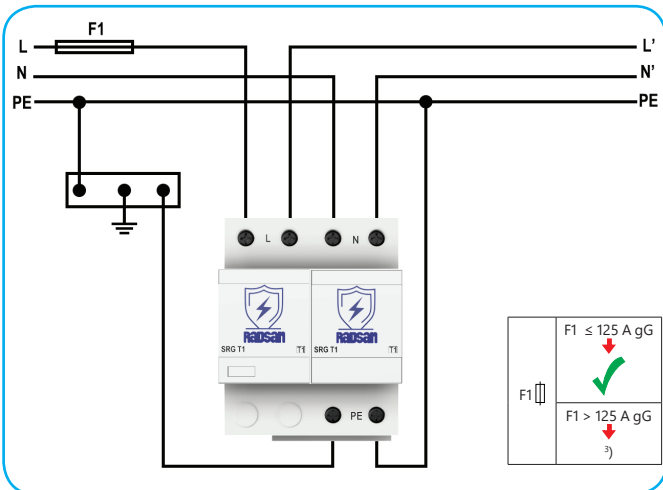 F1
L
L'
N
N'
PE
PE
L
N
RADSAN
RADSAN
SRG T1
T1
SRG T1
T1
PE
F1 ≤ 125 A gG
F1
F1 > 125 A gG
3)